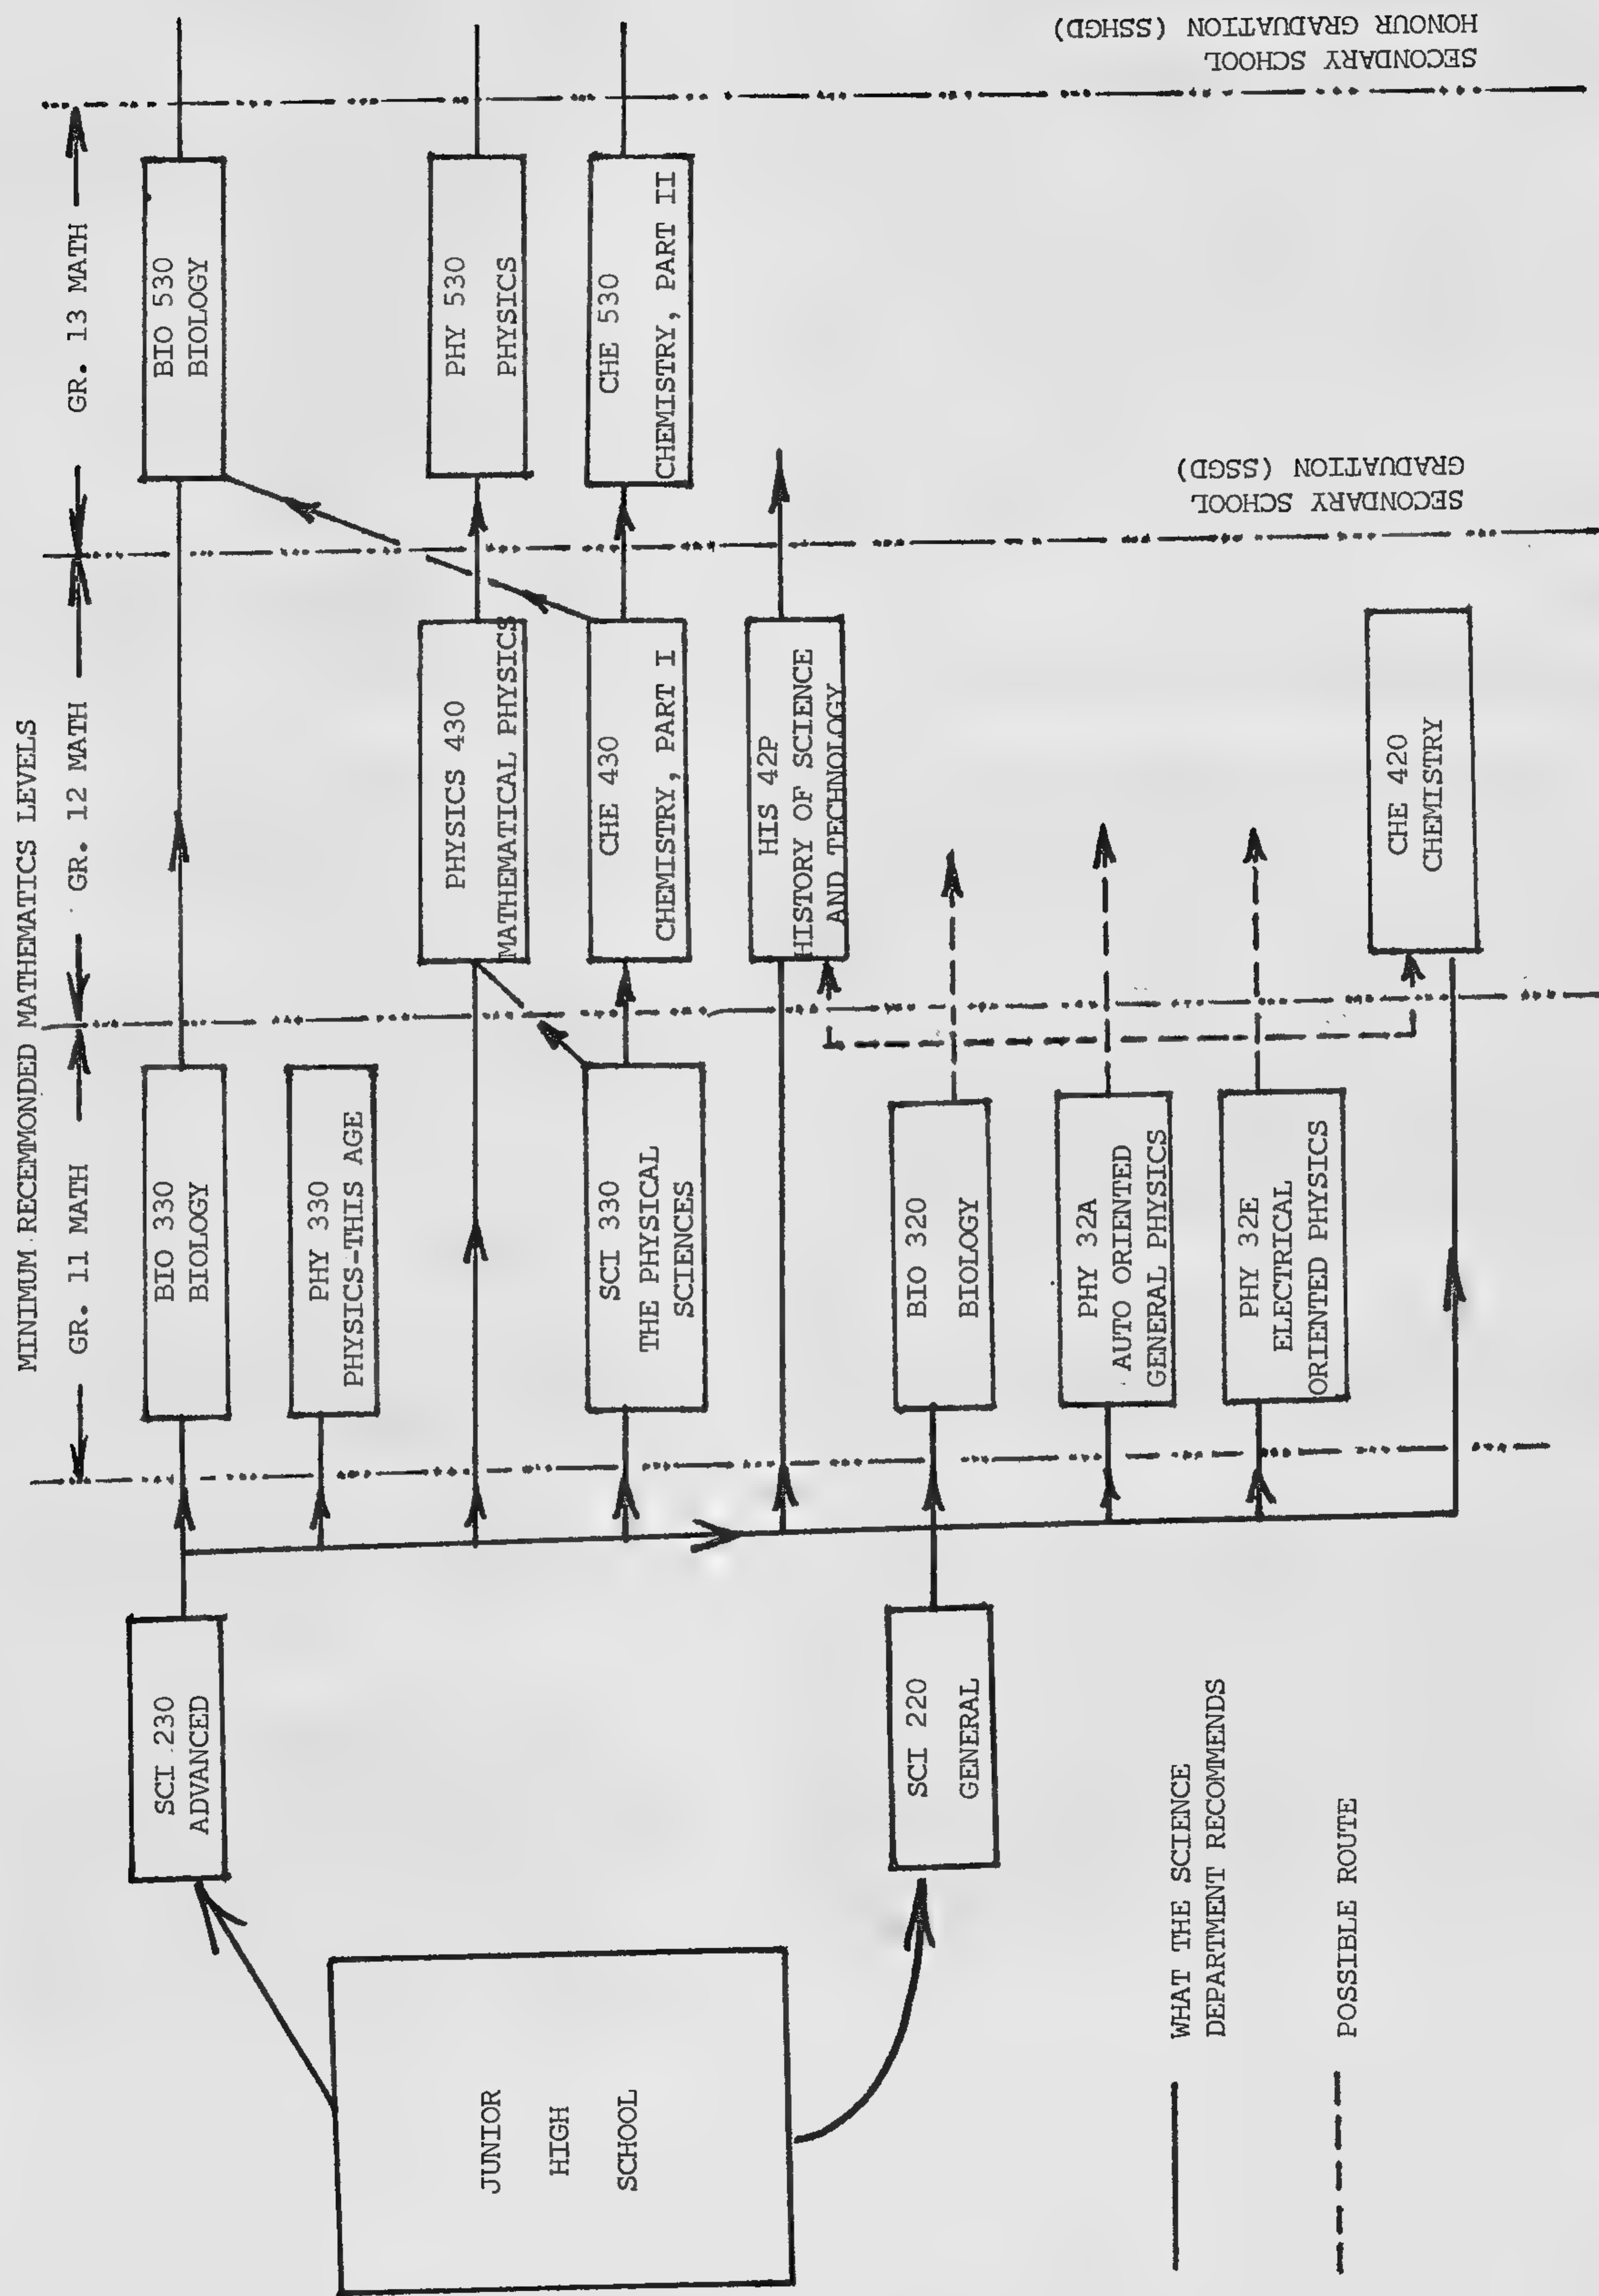 MINIMUM RECEMMONDED MATHEMATICS LEVELS
GR. 11 MATH
GR. 12 MATH
GR. 13 MATH
JUNIOR
HIGH
SCHOOL
SCI 230
ADVANCED
SCI 220
GENERAL
BIO 330
BIOLOGY
PHY 330
PHYSICS-THIS AGE
SCI 330
THE PHYSICAL
SCIENCES
BIO 320
BIOLOGY
PHY 32A
AUTO ORIENTED
GENERAL PHYSICS
PHY 32E
ELECTRICAL
ORIENTED PHYSICS
PHYSICS 430
MATHEMATICAL PHYSICS
CHE 430
CHEMISTRY, PART I
HIS 42P
HISTORY OF SCIENCE
AND TECHNOLOGY
CHE 420
CHEMISTRY
BIO 530
BIOLOGY
PHY 530
PHYSICS
CHE 530
CHEMISTRY, PART II
SECONDARY SCHOOL
GRADUATION (SSGD)
SECONDARY SCHOOL
HONOUR GRADUATION (SSHGD)
WHAT THE SCIENCE
DEPARTMENT RECOMMENDS
POSSIBLE ROUTE